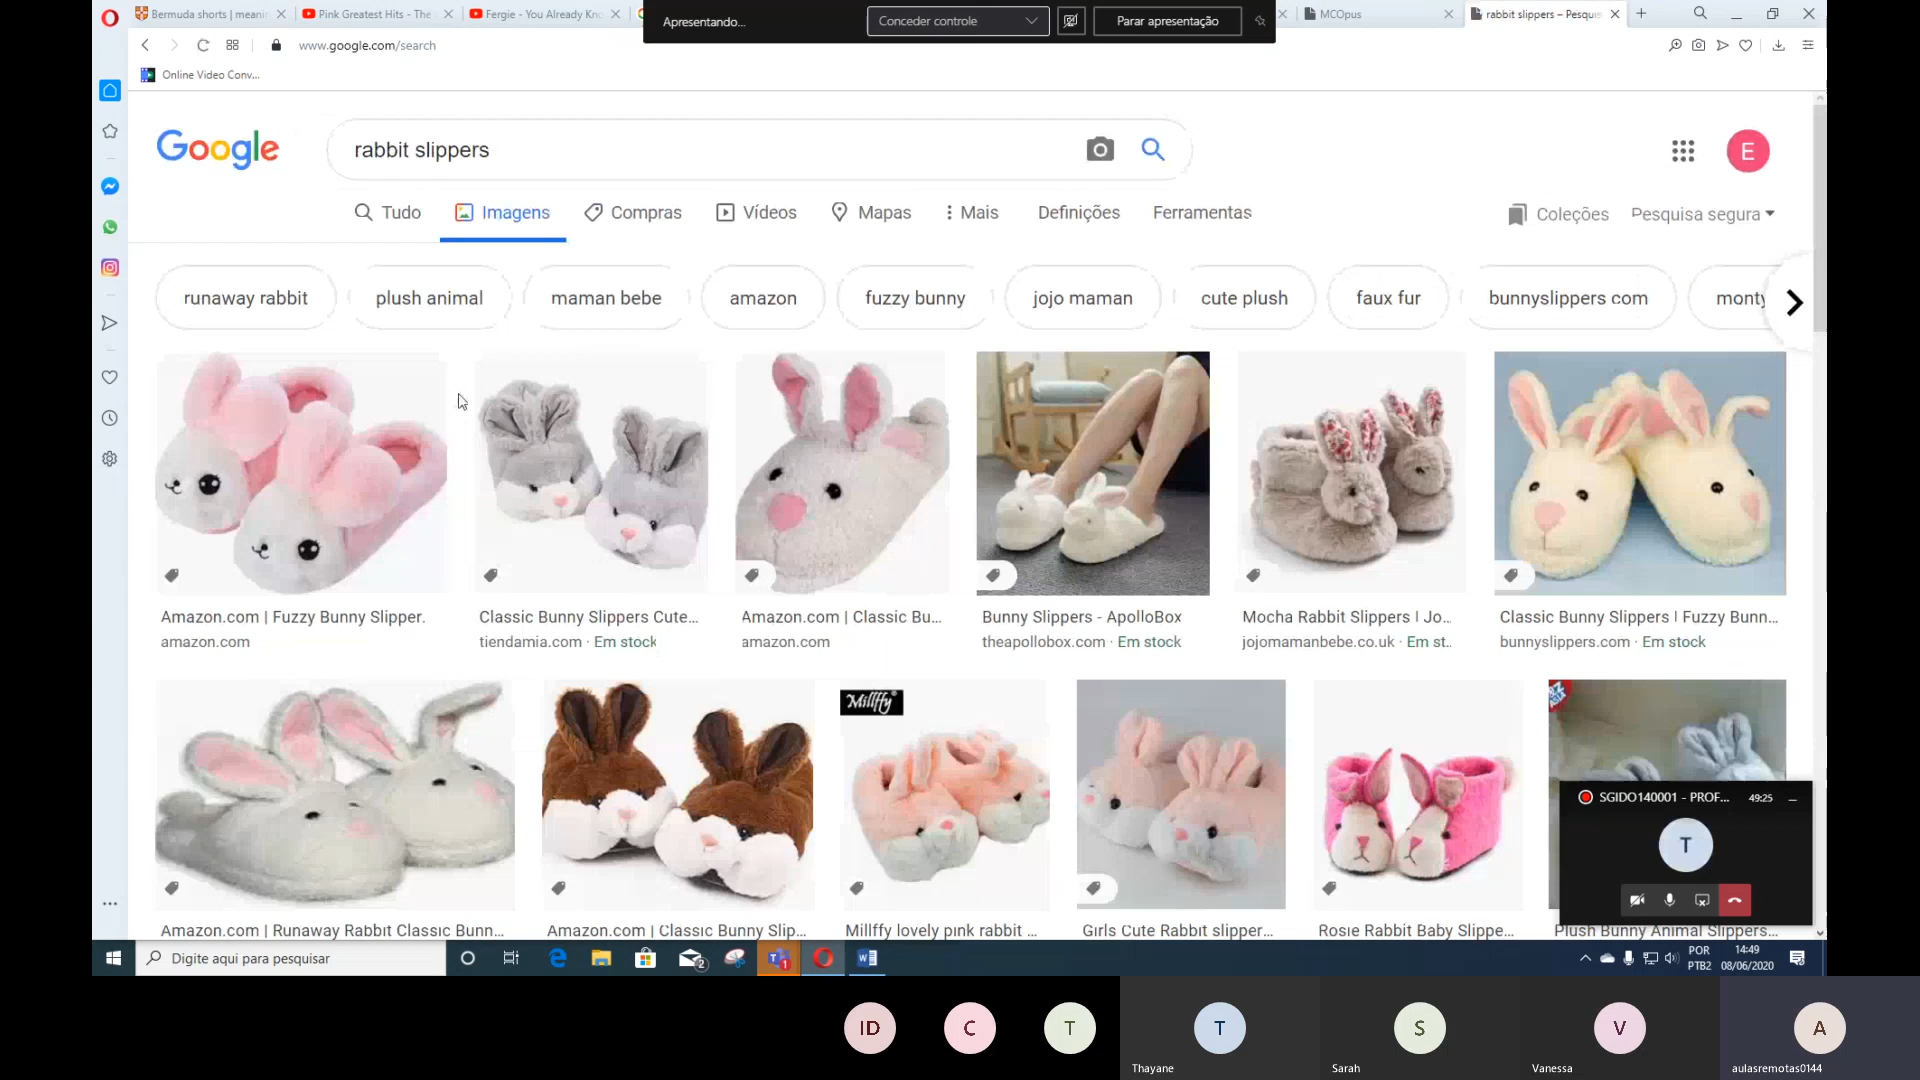 Bermuda shorts | meani
Pink Greatest Hits - The
Fergie - You Already Kno
Apresentando...
Conceder controle
Parar apresentação
MCOpus
rabbit slippers – Pesquis
www.google.com/search
Online Video Conv...
Google
rabbit slippers
E
Tudo
Imagens
Compras
Vídeos
Mapas
Mais
Definições
Ferramentas
Coleções
Pesquisa segura
runaway rabbit
plush animal
maman bebe
amazon
fuzzy bunny
jojo maman
cute plush
faux fur
bunnyslippers com
monty
Amazon.com | Fuzzy Bunny Slipper.
amazon.com
Classic Bunny Slippers Cute...
tiendamia.com · Em stock
Amazon.com | Classic Bu...
amazon.com
Bunny Slippers - ApolloBox
theapollobox.com · Em stock
Mocha Rabbit Slippers | Jo...
jojomamanbebe.co.uk · Em st..
Classic Bunny Slippers | Fuzzy Bunn...
bunnyslippers.com · Em stock
Millffy
SGIDO140001 - PROF...
49:25
T
Amazon.com | Runaway Rabbit Classic Bunn...
Amazon.com | Classic Bunny Slip...
Millffy lovely pink rabbit ...
Girls Cute Rabbit slipper...
Rosie Rabbit Baby Slippe...
Plush Bunny Animal Slippers...
Digite aqui para pesquisar
2
1
POR
PTB2
14:49
08/06/2020
ID
C
T
T
S
V
A
Thayane
Sarah
Vanessa
aulasremotas0144